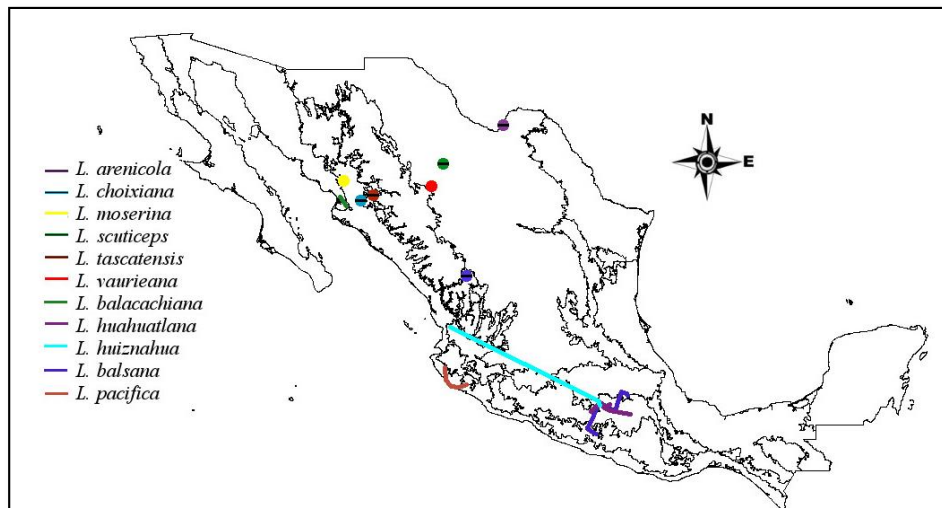 N
E
L. arenicola
L. choixiana
L. moserina
L. scuticeps
L. tascatensis
L. vaurieana
L. balacachiana
L. huahuatlana
L. huiznahua
L. balsana
L. pacifica